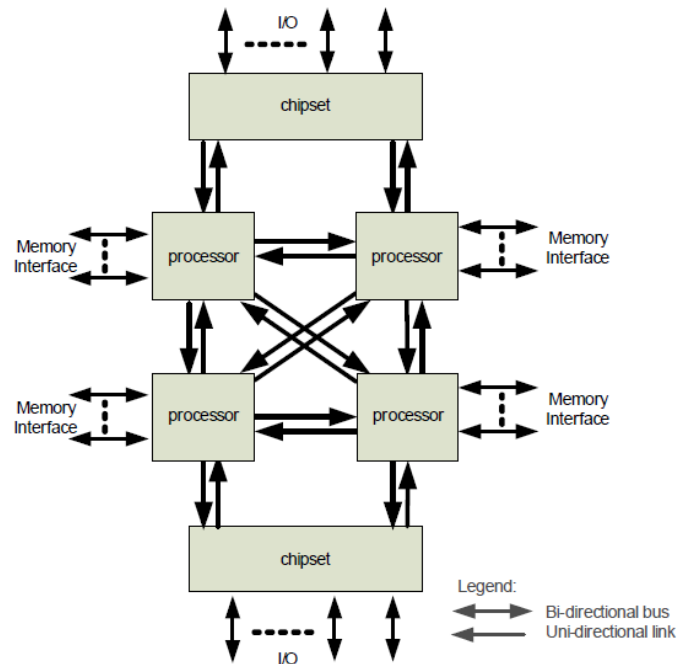 I/O
chipset
processor
processor
Memory
Interface
Memory
Interface
processor
processor
Memory
Interface
Memory
Interface
chipset
I/O
Legend:
Bi-directional bus
Uni-directional link